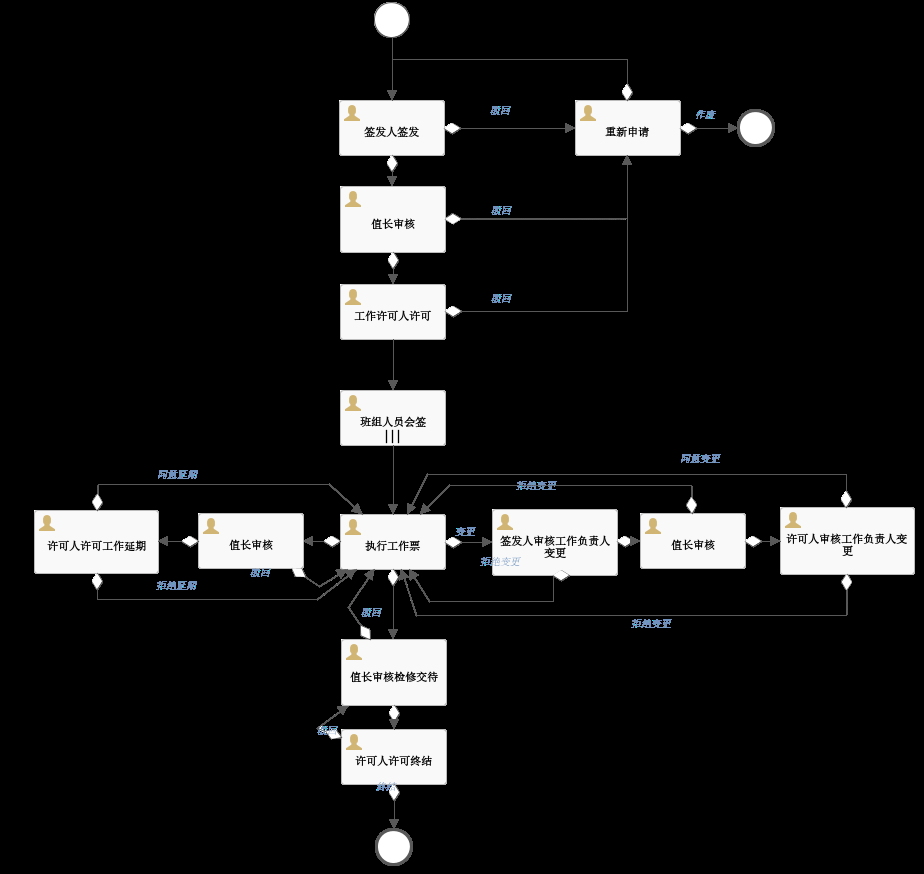 驳回
作废
签发人签发
重新申请
驳回
值长审核
驳回
工作许可人许可
班组人员会签
同意变更
同意延期
拒绝变更
变更
许可人许可工作延期
值长审核
执行工作票
签发人审核工作负责人
变更
值长审核
许可人审核工作负责人变
更
拒绝变更
驳回
拒绝延期
驳回
拒绝变更
值长审核检修交待
驳回
许可人许可终结